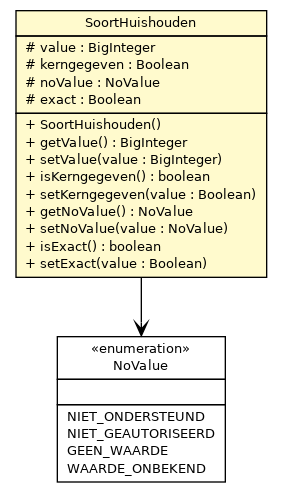 SoortHuishouden
# value : BigInteger
# kerngegeven : Boolean
# noValue : NoValue
# exact : Boolean
+ SoortHuishouden()
+ getValue() : BigInteger
+ setValue(value : BigInteger)
+ isKerngegeven() : boolean
+ setKerngegeven(value : Boolean)
+ getNoValue() : NoValue
+ setNoValue(value : NoValue)
+ isExact() : boolean
+ setExact(value : Boolean)
«enumeration»
NoValue
NIET_ONDERSTEUND
NIET_GEAUTORISEERD
GEEN_WAARDE
WAARDE_ONBEKEND